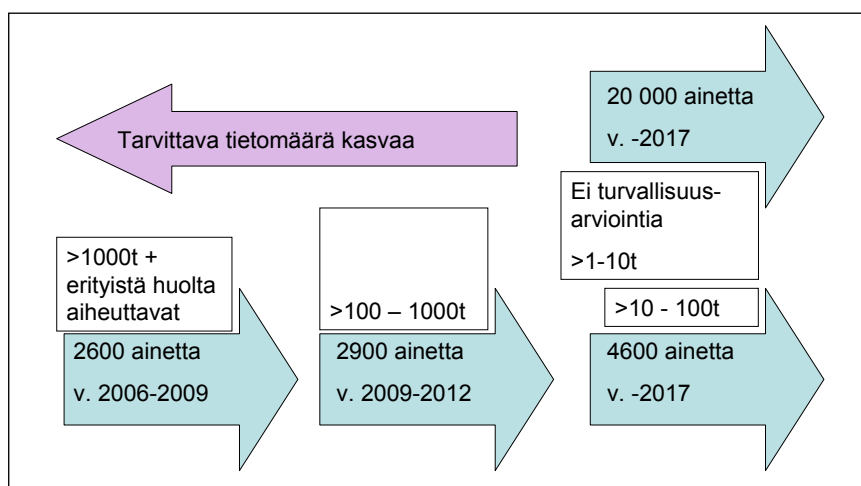 20 000 ainetta
v. -2017
Tarvittava tietomäärä kasvaa
Ei turvallisuus-
arviointia
>1-10t
>1000t +
erityistä huolta
aiheuttavat
>100 – 1000t
>10 - 100t
2600 ainetta
v. 2006-2009
2900 ainetta
v. 2009-2012
4600 ainetta
v. -2017